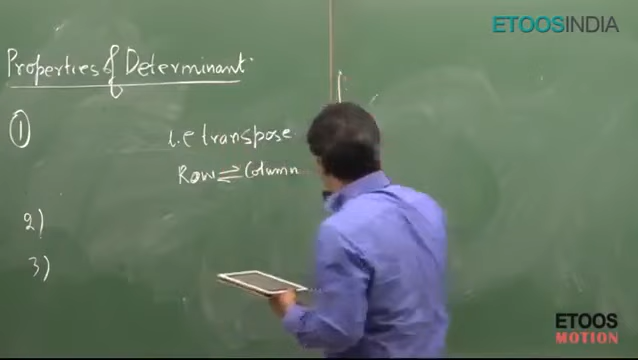 ETOOSINDIA
Properties of Determinant
①
i.e transpose
Row ⇌ Column
2)
3)
ETOOS
MOTION